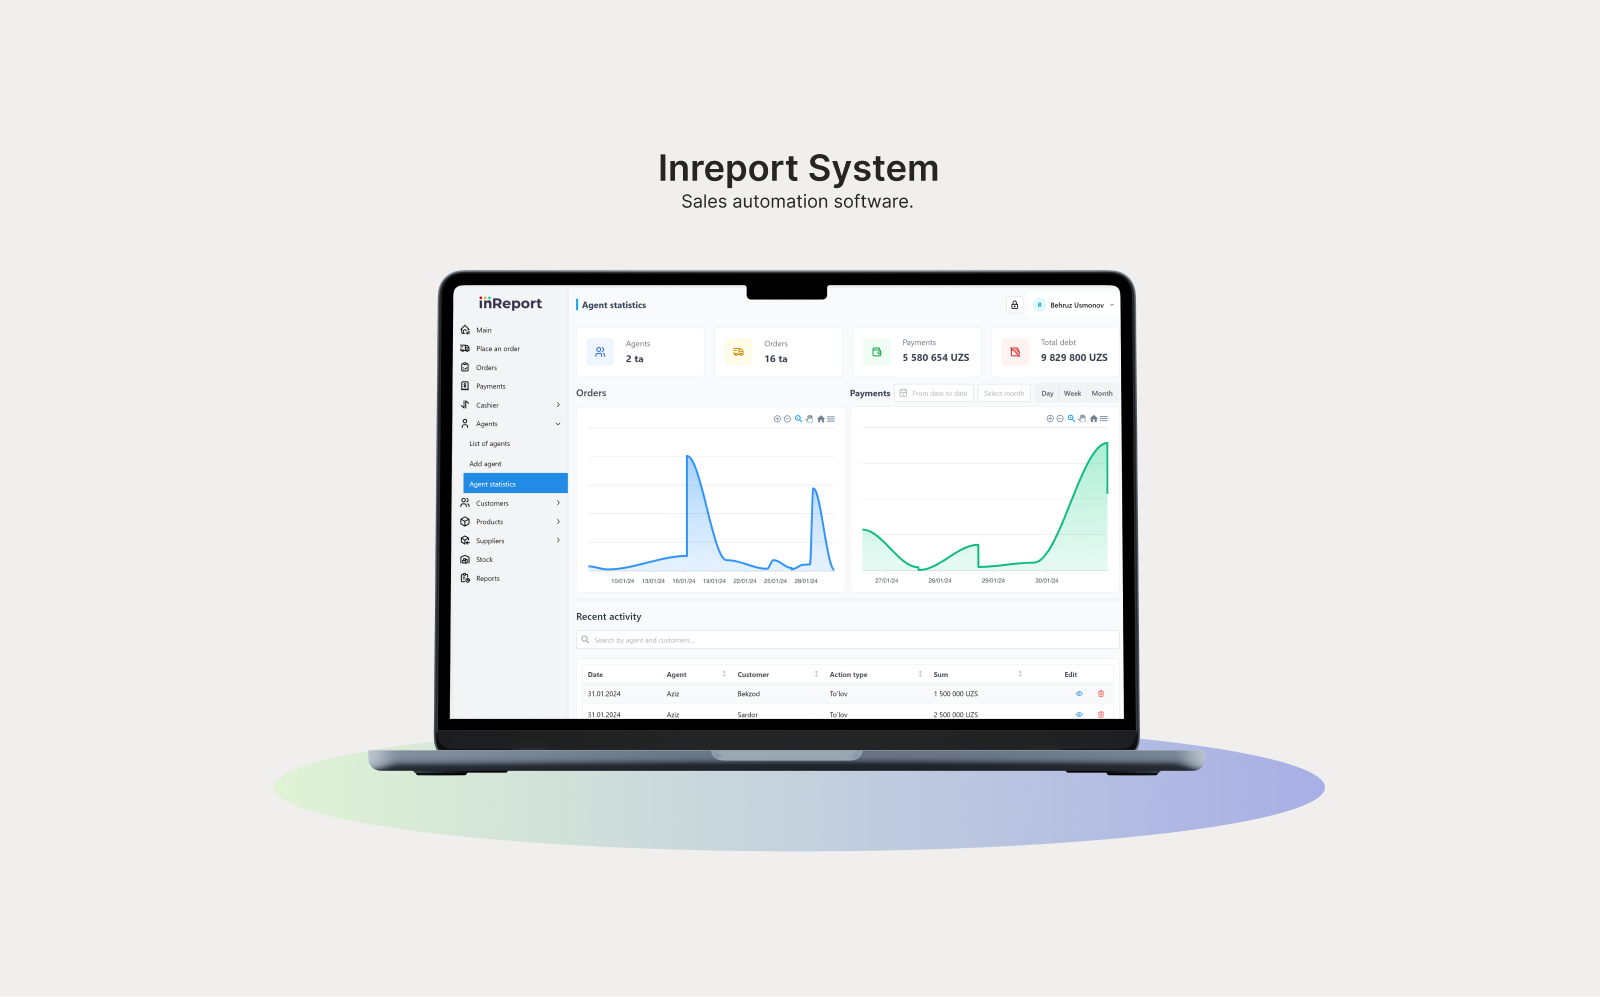 Inreport System
Sales automation software.
inReport
Main
Place an order
Orders
Payments
Cashier
Agents
List of agents
Add agent
Agent statistics
Customers
Products
Suppliers
Stock
Reports
Agent statistics
B Behruz Usmonov
Agents
2 ta
Orders
16 ta
Payments
5 580 654 UZS
Total debt
9 829 800 UZS
Orders
10/01/24 13/01/24 16/01/24 19/01/24 22/01/24 25/01/24 28/01/24
Payments From date to date Select month Day Week Month
27/01/24 28/01/24 29/01/24 30/01/24
Recent activity
Search by agent and customers...
Date Agent Customer Action type Sum Edit
31.01.2024 Aziz Bekzod To'lov 1 500 000 UZS
31.01.2024 Aziz Sardor To'lov 2 500 000 UZS